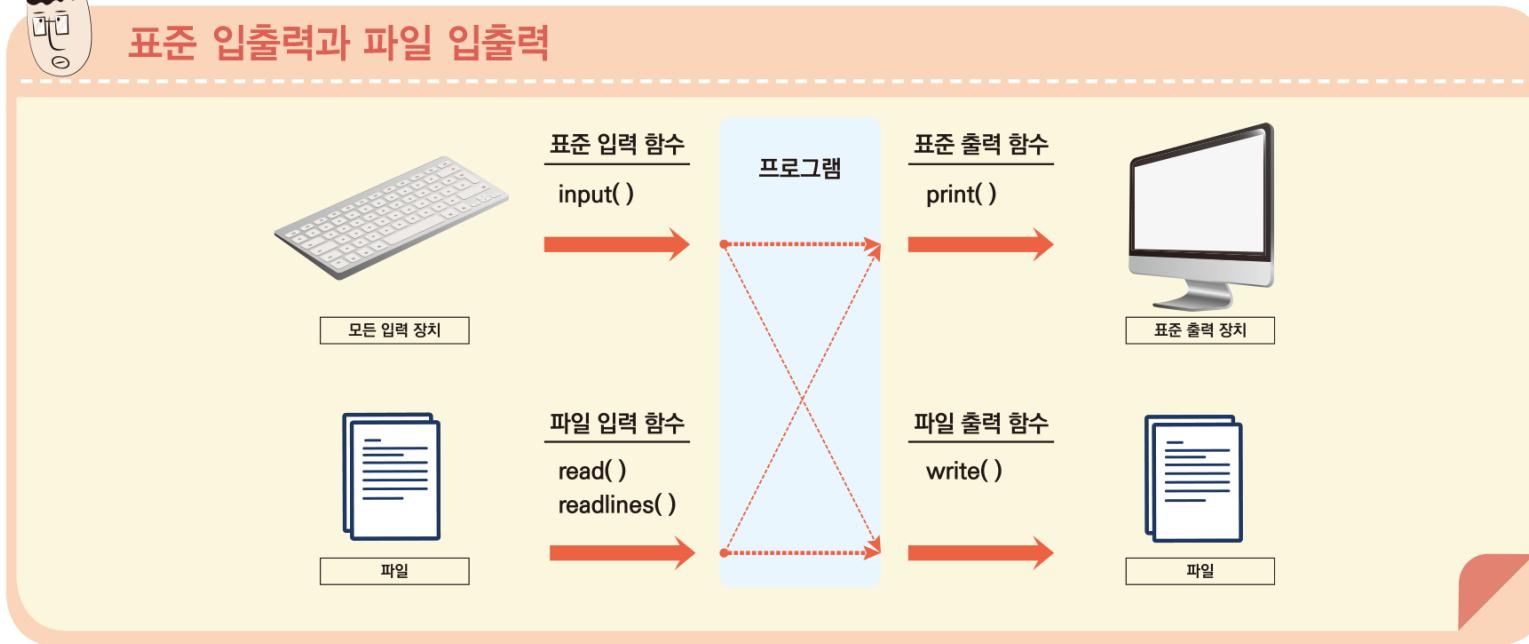 표준 입출력과 파일 입출력
표준 입력 함수
input( )
프로그램
표준 출력 함수
print( )
모든 입력 장치
표준 출력 장치
파일 입력 함수
read( )
readlines( )
파일 출력 함수
write( )
파일
파일